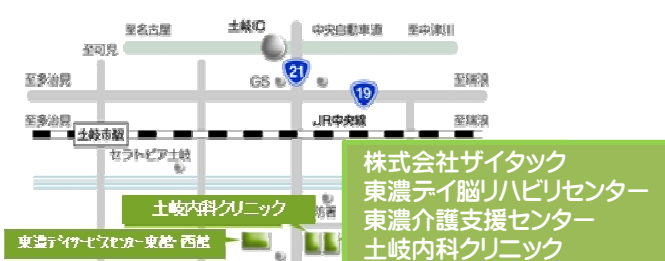 至名古屋
土岐IC
中央自動車道
至中津川
至可児
至多治見
GS
21
至瑞浪
19
至多治見
JR中央線
至瑞浪
土岐市駅
セラトピア土岐
株式会社ザイタック
東濃デイ脳リハビリセンター
東濃介護支援センター
土岐内科クリニック
土岐内科クリニック
防署
東濃デイサービスセンター東館・西館